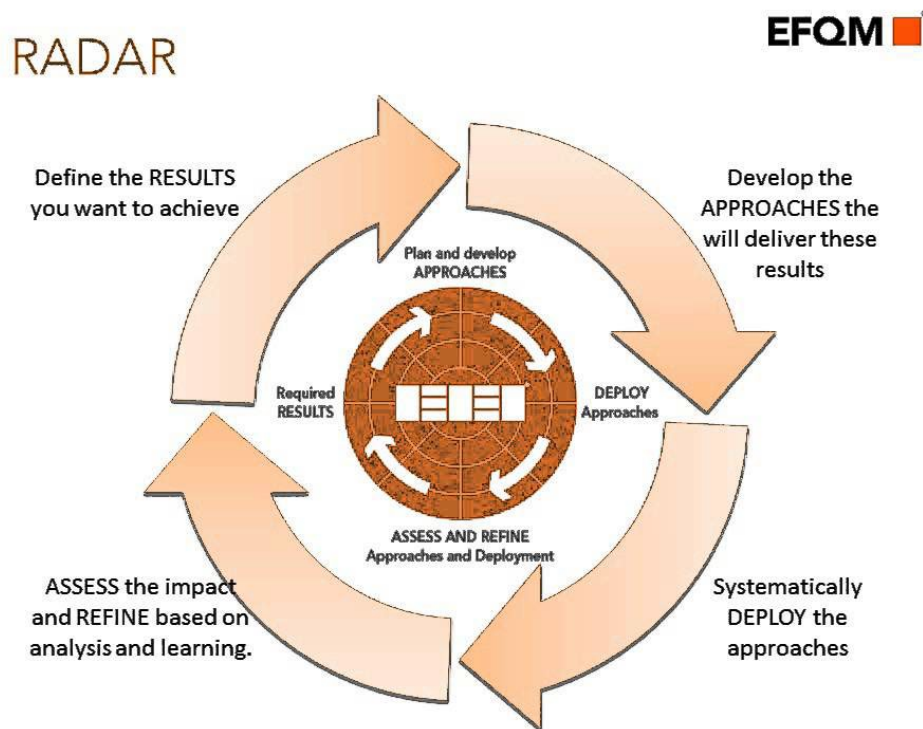 RADAR
EFQM
Define the RESULTS
you want to achieve
Develop the
APPROACHES the
will deliver these
results
Plan and develop
APPROACHES
Required
RESULTS
DEPLOY
Approaches
ASSESS AND REFINE
Approaches and Deployment
ASSESS the impact
and REFINE based on
analysis and learning.
Systematically
DEPLOY the
approaches